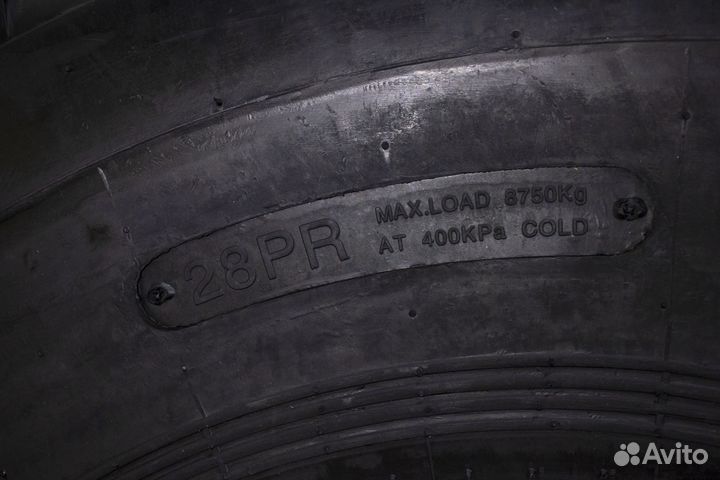 28PR
MAX.LOAD 8750Kg
AT 400KPa COLD
Avito